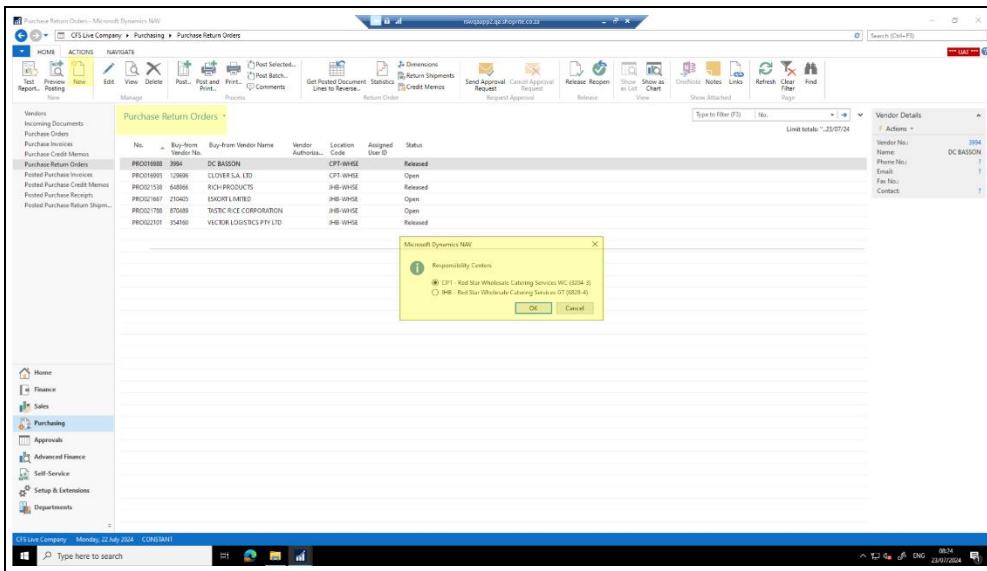 Purchase Return Orders - Microsoft Dynamics NAV
rswqaapp2.qa.shoprite.co.za
CFS Live Company ▸ Purchasing ▸ Purchase Return Orders
Search (Ctrl+F3)
HOME ACTIONS NAVIGATE
*** UAT ***
Test Report... Preview Posting New Edit View Delete Post... Post and Print... Print... Post Selected... Post Batch... Comments
Get Posted Document Lines to Reverse... Statistics Dimensions Return Shipments Credit Memos
Send Approval Request Cancel Approval Request Release Reopen Show as List Show as Chart OneNote Notes Links Refresh Clear Filter Find
New Manage Process Return Order Request Approval Release View Show Attached Page
Vendors
Incoming Documents
Purchase Orders
Purchase Invoices
Purchase Credit Memos
Purchase Return Orders
Posted Purchase Invoices
Posted Purchase Credit Memos
Posted Purchase Receipts
Posted Purchase Return Shipm...
Purchase Return Orders
Type to filter (F3) No.
Limit totals: ''..23/07/24
No. Buy-from Vendor No. Buy-from Vendor Name Vendor Authoriza... Location Code Assigned User ID Status
PRO016988 3994 DC BASSON CPT-WHSE Released
PRO016993 129696 CLOVER S.A. LTD CPT-WHSE Open
PRO021538 648066 RICH PRODUCTS JHB-WHSE Released
PRO021667 210405 ESKORT LIMITED JHB-WHSE Open
PRO021788 870489 TASTIC RICE CORPORATION JHB-WHSE Open
PRO022101 354160 VECTOR LOGISTICS PTY LTD JHB-WHSE Released
Vendor Details
Actions
Vendor No.: 3994
Name: DC BASSON
Phone No.:
Email:
Fax No.:
Contact:
Microsoft Dynamics NAV
Responsibility Centers
CPT - Red Star Wholesale Catering Services WC (3204-3)
JHB - Red Star Wholesale Catering Services GT (6828-4)
OK Cancel
Home
Finance
Sales
Purchasing
Approvals
Advanced Finance
Self-Service
Setup & Extensions
Departments
CFS Live Company Monday, 22 July 2024 CONSTANT
Type here to search
ENG
08:24
23/07/2024